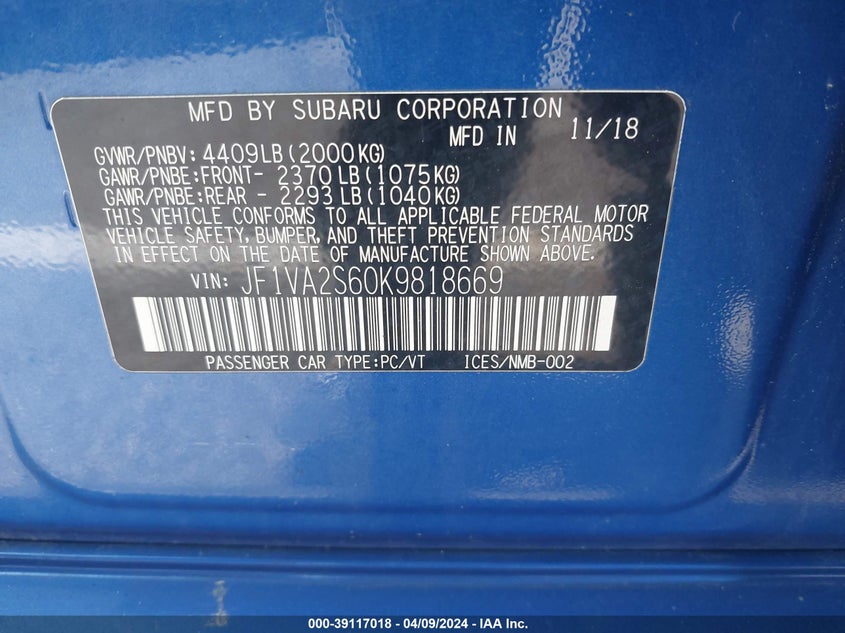 MFD BY SUBARU CORPORATION
MFD IN 11/18
GVWR/PNBV: 4409LB(2000KG)
GAWR/PNBE:FRONT- 2370LB(1075KG)
GAWR/PNBE:REAR - 2293LB(1040KG)
THIS VEHICLE CONFORMS TO ALL APPLICABLE FEDERAL MOTOR
VEHICLE SAFETY, BUMPER, AND THEFT PREVENTION STANDARDS
IN EFFECT ON THE DATE OF MANUFACTURE SHOWN ABOVE.
VIN: JF1VA2S60K9818669
PASSENGER CAR TYPE:PC/VT ICES/NMB-002
000-39117018 - 04/09/2024 - IAA Inc.